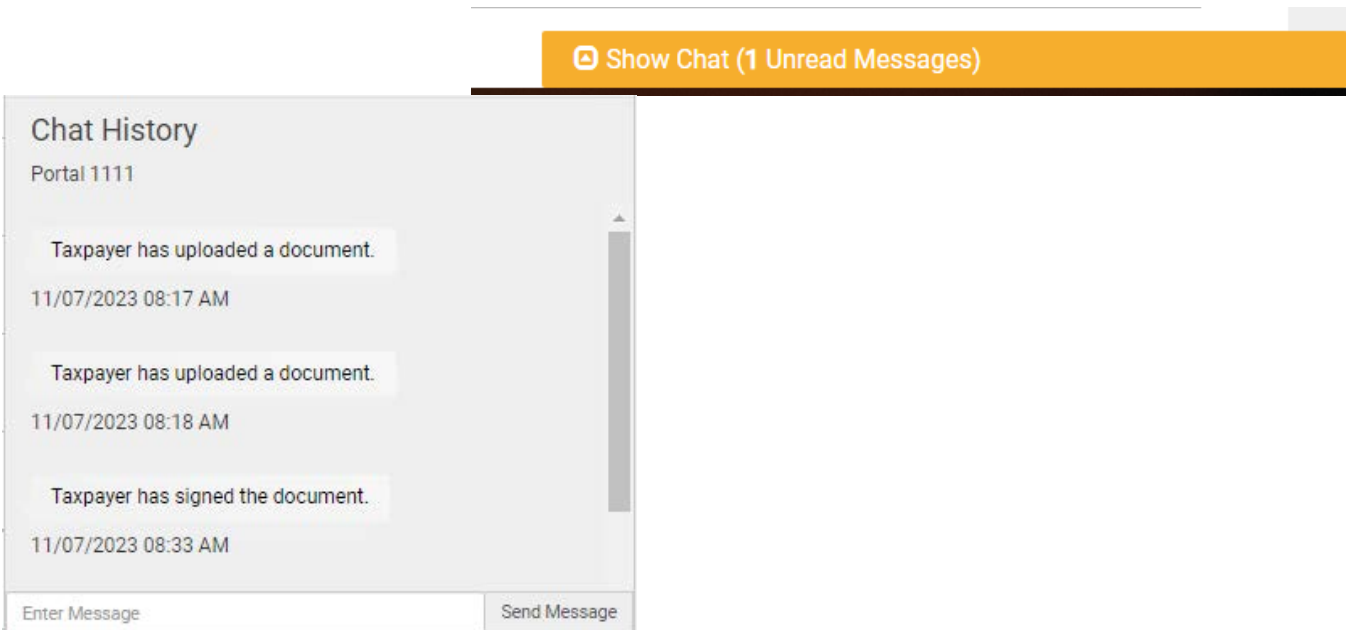 Show Chat (1 Unread Messages)
Chat History
Portal 1111
Taxpayer has uploaded a document.
11/07/2023 08:17 AM
Taxpayer has uploaded a document.
11/07/2023 08:18 AM
Taxpayer has signed the document.
11/07/2023 08:33 AM
Enter Message
Send Message